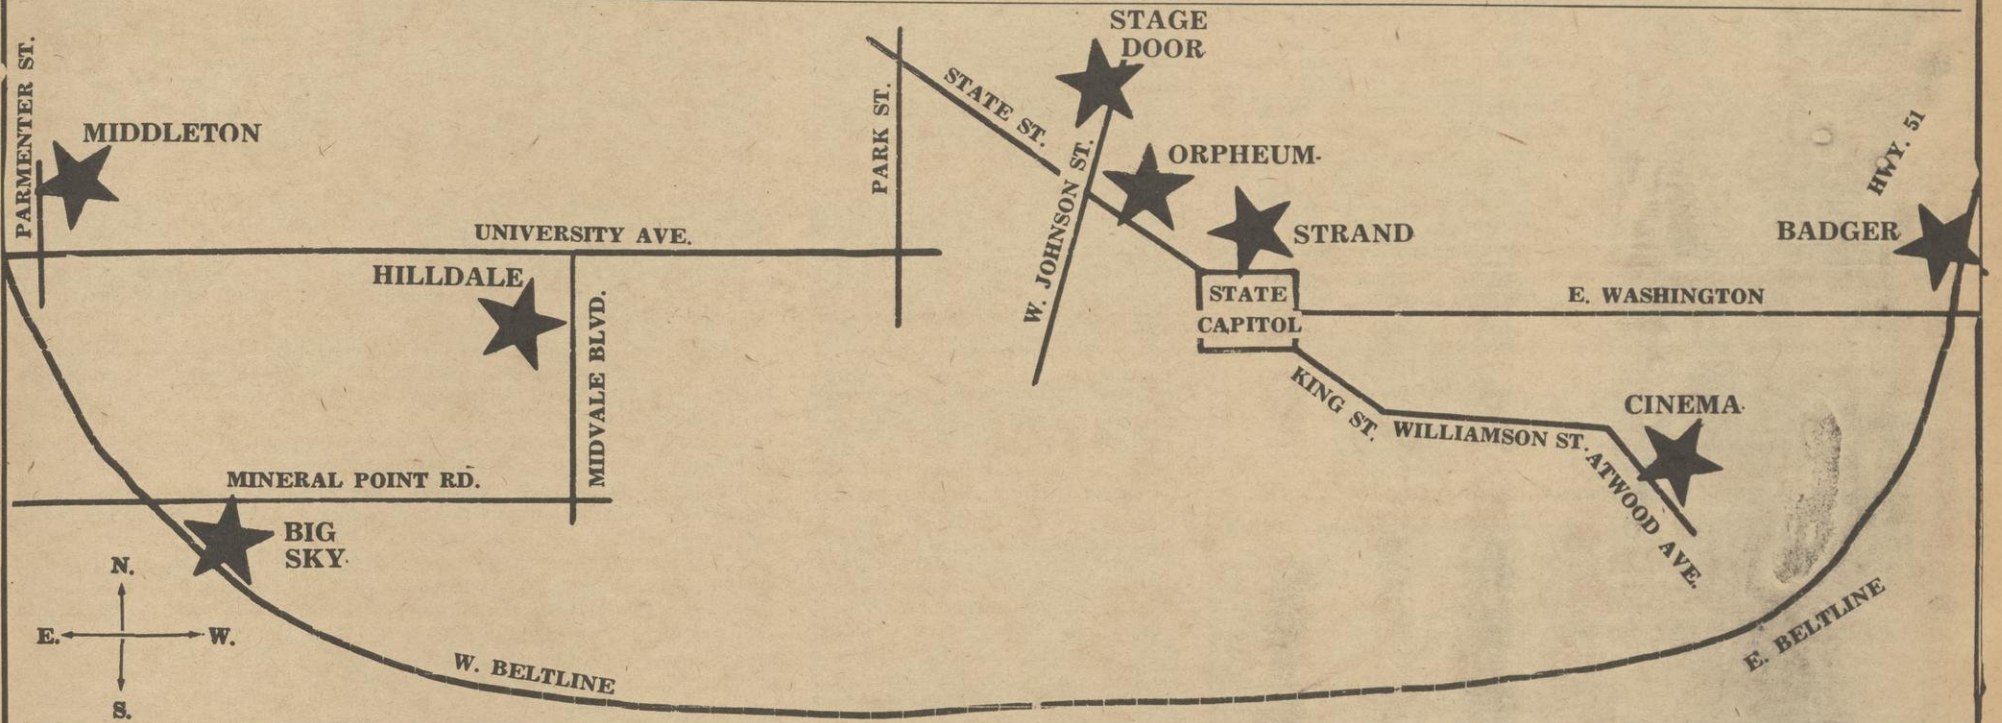 STAGE
DOOR
PARMENTER ST.
MIDDLETON
STATE ST.
PARK ST.
ORPHEUM
HWY. 51
W. JOHNSON ST.
UNIVERSITY AVE.
STRAND
BADGER
HILLDALE
STATE
CAPITOL
E. WASHINGTON
MIDVALE BLVD.
KING ST.
CINEMA
WILLIAMSON ST.
ATWOOD AVE.
MINERAL POINT RD.
BIG
SKY
N.
E.
W.
S.
W. BELTLINE
E. BELTLINE